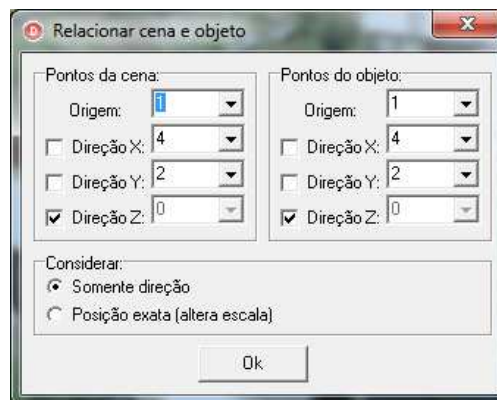 Relacionar cena e objeto
Pontos da cena:
Origem: 1
Direção X: 4
Direção Y: 2
Direção Z: 0
Pontos do objeto:
Origem: 1
Direção X: 4
Direção Y: 2
Direção Z: 0
Considerar:
Somente direção
Posição exata (altera escala)
Ok